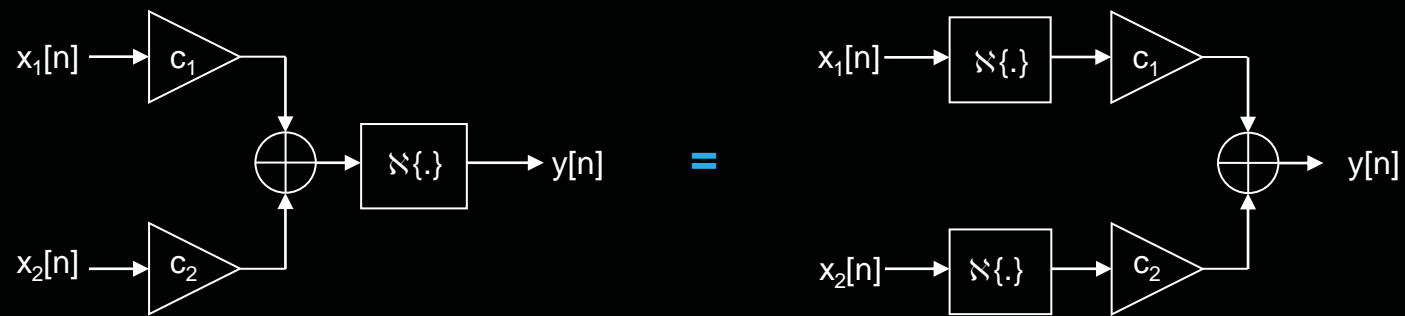 x₁[n] c₁ x₁[n] ℵ{.} c₁
ℵ{.} y[n] = y[n]
x₂[n] c₂ x₂[n] ℵ{.} c₂